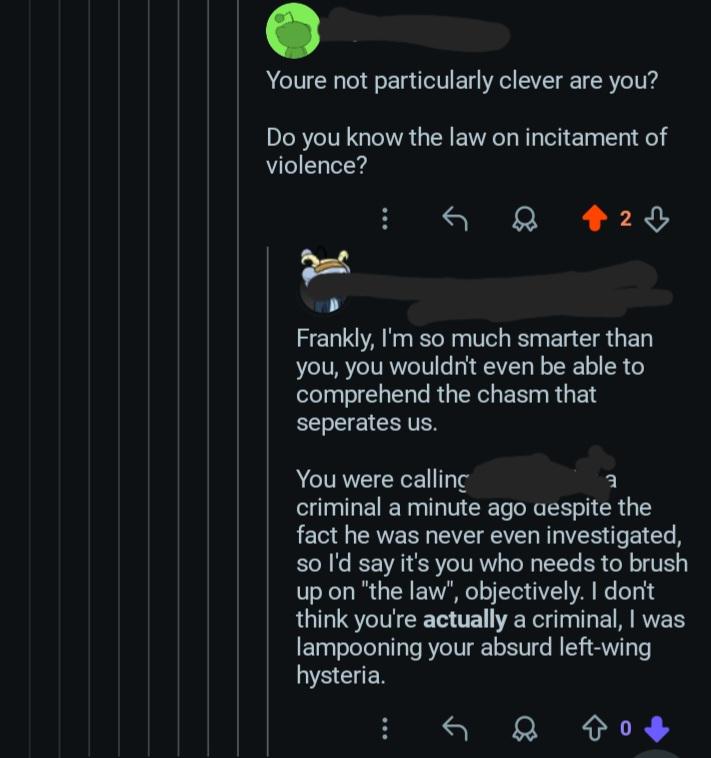 Youre not particularly clever are you?
Do you know the law on incitament of
violence?
2
Frankly, I'm so much smarter than
you, you wouldn't even be able to
comprehend the chasm that
seperates us.
You were calling a
criminal a minute ago despite the
fact he was never even investigated,
so I'd say it's you who needs to brush
up on "the law", objectively. I don't
think you're actually a criminal, I was
lampooning your absurd left-wing
hysteria.
0